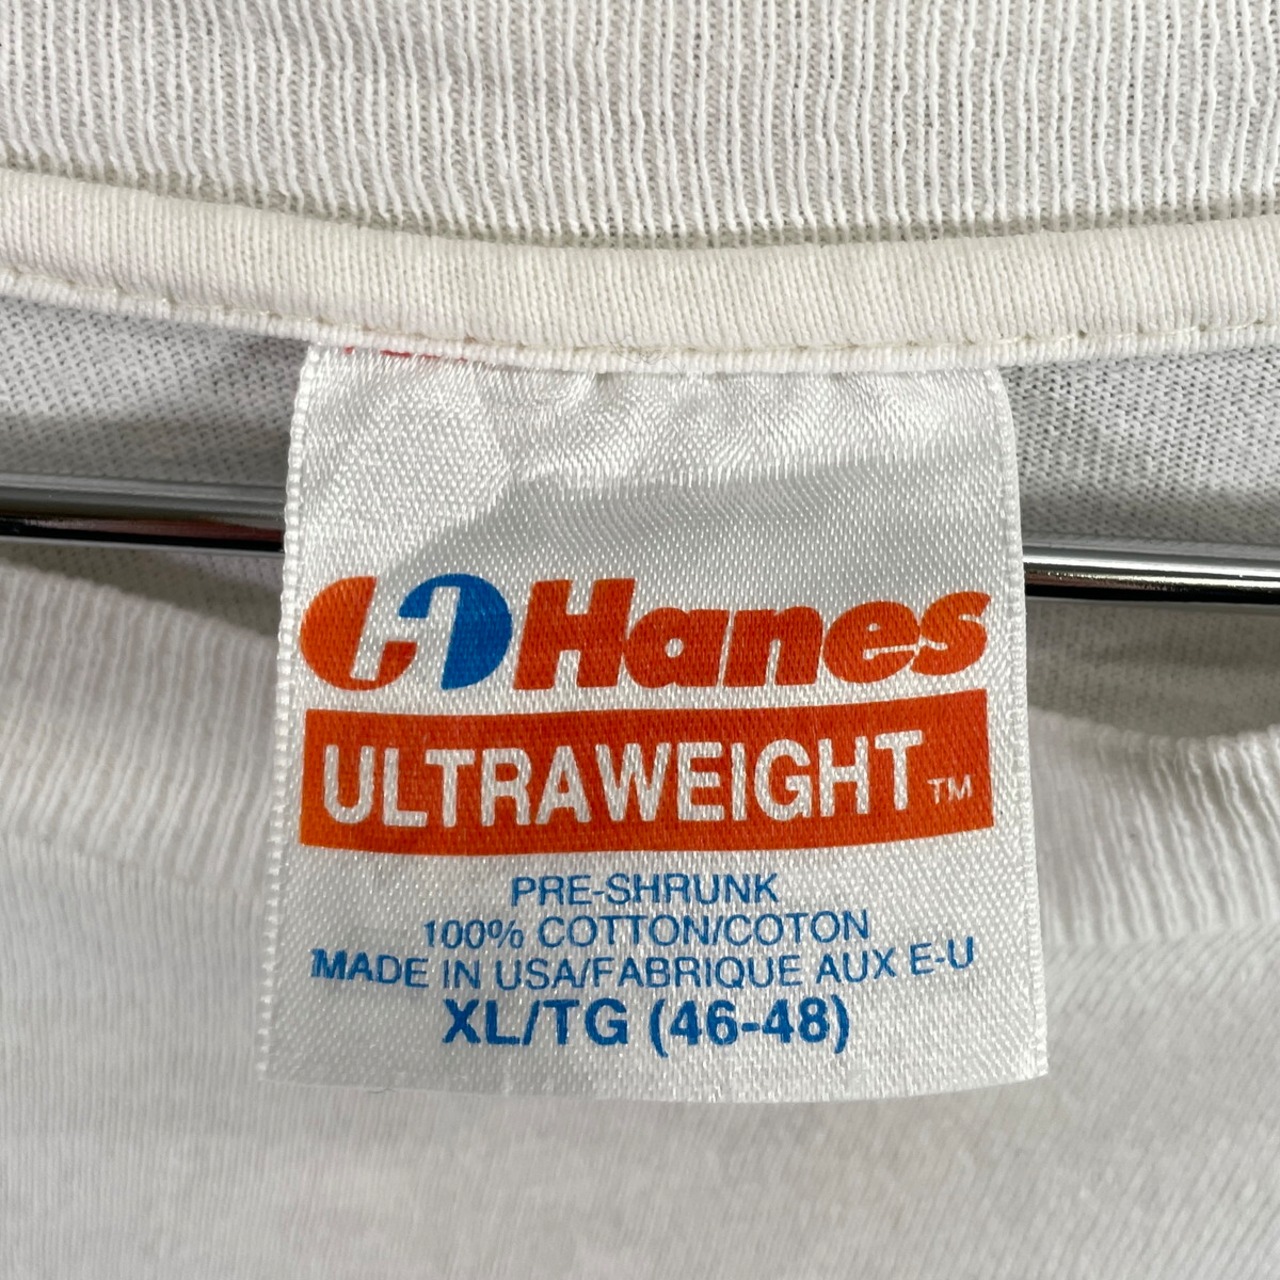 Hanes
ULTRAWEIGHT™
PRE-SHRUNK
100% COTTON/COTON
MADE IN USA/FABRIQUE AUX E-U
XL/TG (46-48)